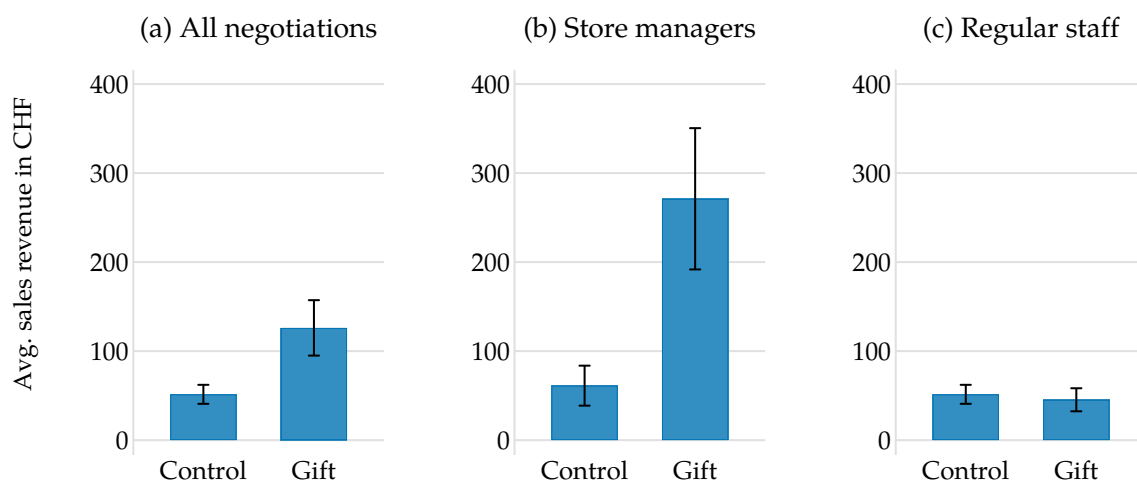 (a) All negotiations
(b) Store managers
(c) Regular staff
Avg. sales revenue in CHF
400
300
200
100
0
Control Gift
400
300
200
100
0
Control Gift
400
300
200
100
0
Control Gift